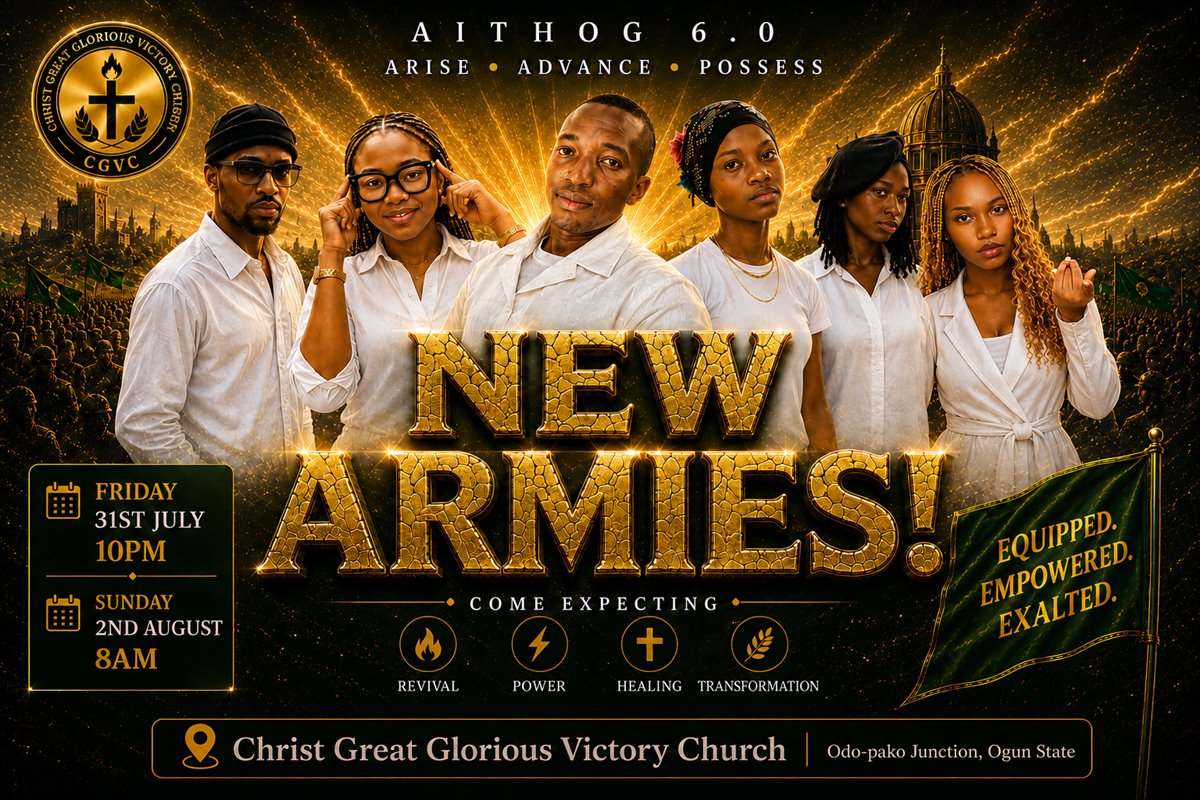 AITHOG 6.0
ARISE • ADVANCE • POSSESS
CHRIST GREAT GLORIOUS VICTORY
CGVC
NEW
ARMIES!
FRIDAY
31ST JULY
10PM
SUNDAY
2ND AUGUST
8AM
COME EXPECTING
REVIVAL
POWER
HEALING
TRANSFORMATION
EQUIPPED.
EMPOWERED.
EXALTED.
Christ Great Glorious Victory Church
Odo-pako Junction, Ogun State